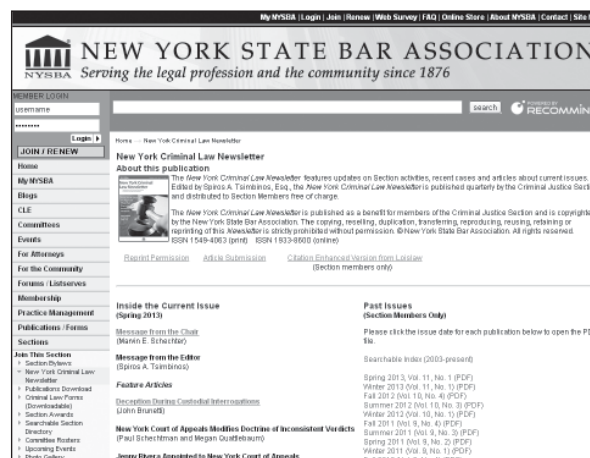 My NYSBA | Login | Join | Renew | Web Survey | FAQ | Online Store | About NYSBA | Contact | Site
NYSBA
NEW YORK STATE BAR ASSOCIATION
Serving the legal profession and the community since 1876
MEMBER LOGIN
username
Login
JOIN / RENEW
Home
My NYSBA
Blogs
CLE
Committees
Events
For Attorneys
For the Community
Forums / Listserves
Membership
Practice Management
Publications / Forms
Sections
Join This Section
Section Bylaws
New York Criminal Law
Newsletter
Publications Download
Criminal Law Forms
(Downloadable)
Section Awards
Searchable Section
Directory
Committee Rosters
Upcoming Events
Photo Gallery
search
POWERED BY
RECOMMIN
Home → New York Criminal Law Newsletter
New York Criminal Law Newsletter
About this publication
The New York Criminal Law Newsletter features updates on Section activities, recent cases and articles about current issues.
Edited by Spiros A. Tsimbinos, Esq., the New York Criminal Law Newsletter is published quarterly by the Criminal Justice Secti
and distributed to Section Members free of charge.
The New York Criminal Law Newsletter is published as a benefit for members of the Criminal Justice Section and is copyrighte
by the New York State Bar Association. The copying, reselling, duplication, transferring, reproducing, reusing, retaining or
reprinting of this Newsletter is strictly prohibited without permission. © New York State Bar Association. All rights reserved.
ISSN 1549-4063 (print) ISSN 1933-8600 (online)
Reprint Permission Article Submission Citation Enhanced Version from Loislaw
(Section members only)
Inside the Current Issue
(Spring 2013)
Message from the Chair
(Marvin E. Schechter)
Message from the Editor
(Spiros A. Tsimbinos)
Feature Articles
Deception During Custodial Interrogations
(John Brunetti)
New York Court of Appeals Modifies Doctrine of Inconsistent Verdicts
(Paul Schechtman and Megan Quattlebaum)
Jenny Rivera Appointed to New York Court of Appeals
Past Issues
(Section Members Only)
Please click the issue date for each publication below to open the PD
file.
Searchable Index (2003-present)
Spring 2013, Vol. 11, No. 1 (PDF)
Winter 2013 (Vol. 11, No. 1) (PDF)
Fall 2012 (Vol. 10, No. 4) (PDF)
Summer 2012 (Vol. 10, No. 3) (PDF)
Winter 2012 (Vol. 10, No. 1) (PDF)
Fall 2011 (Vol. 9, No. 4) (PDF)
Summer 2011 (Vol. 9, No. 3) (PDF)
Spring 2011 (Vol. 9, No. 2) (PDF)
Winter 2011 (Vol. 9, No. 1) (PDF)